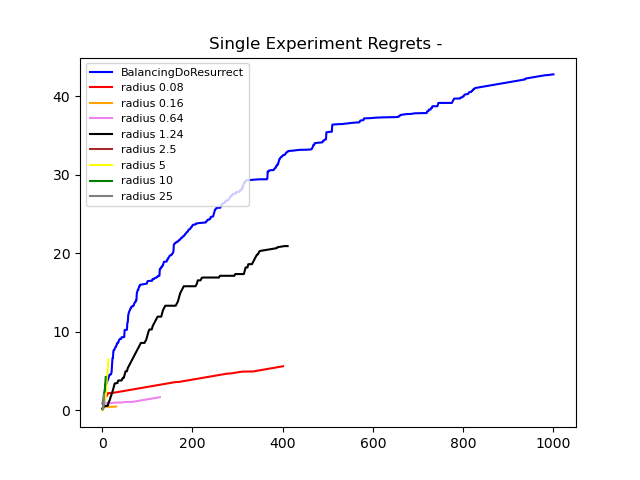 Single Experiment Regrets -
BalancingDoResurrect
radius 0.08
radius 0.16
radius 0.64
radius 1.24
radius 2.5
radius 5
radius 10
radius 25
40
30
20
10
0
0 200 400 600 800 1000